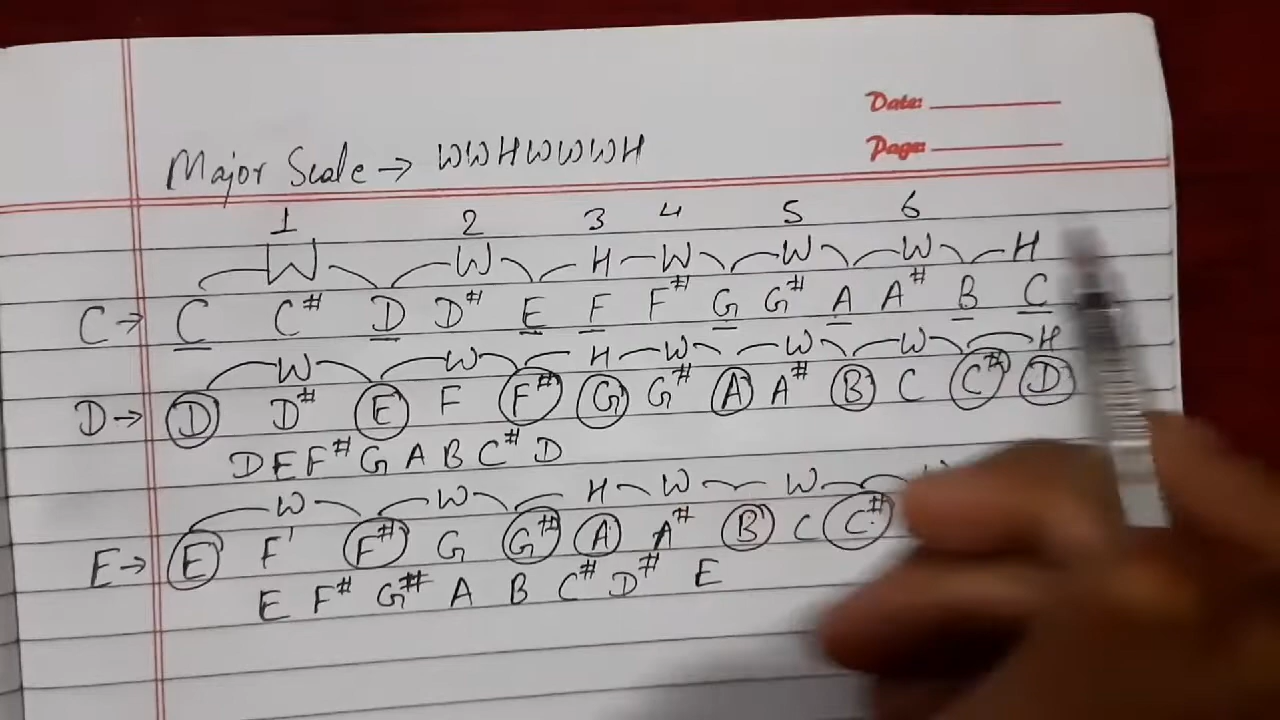 Date:
Page:
Major Scale → WWHWWWH
1 2 3 4 5 6
W W H W W W H
C → C C# D D# E F F# G G# A A# B C
W W H W W W H
D → D D# E F F# G G# A A# B C C# D
D E F# G A B C# D
W W H W W
E → E F F# G G# A A# B C C#
E F# G# A B C# D# E